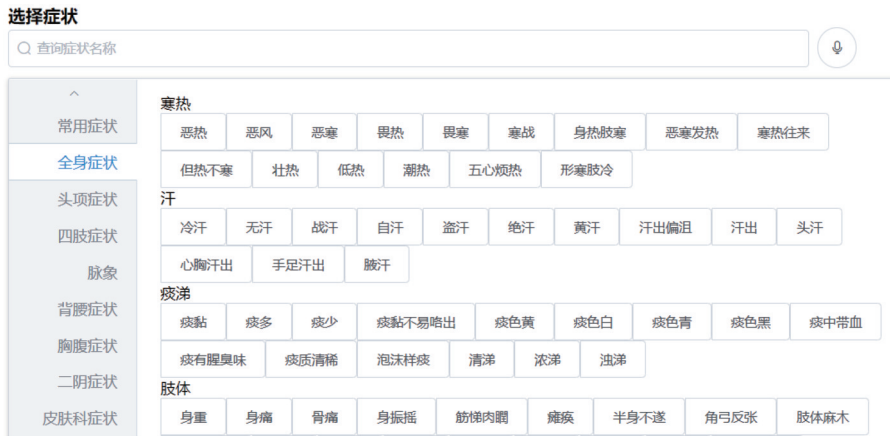 选择症状
查询症状名称
常用症状
全身症状
头项症状
四肢症状
脉象
背腰症状
胸腹症状
二阴症状
皮肤科症状
寒热
恶热 恶风 恶寒 畏热 畏寒 寒战 身热肢寒 恶寒发热 寒热往来
但热不寒 壮热 低热 潮热 五心烦热 形寒肢冷
汗
冷汗 无汗 战汗 自汗 盗汗 绝汗 黄汗 汗出偏沮 汗出 头汗
心胸汗出 手足汗出 腋汗
痰涕
痰黏 痰多 痰少 痰黏不易咯出 痰色黄 痰色白 痰色青 痰色黑 痰中带血
痰有腥臭味 痰质清稀 泡沫样痰 清涕 浓涕 浊涕
肢体
身重 身痛 骨痛 身振摇 筋惕肉瞤 瘫痪 半身不遂 角弓反张 肢体麻木